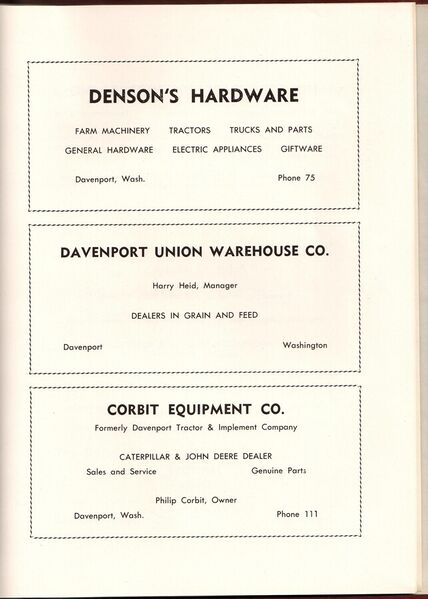 DENSON'S HARDWARE
FARM MACHINERY TRACTORS TRUCKS AND PARTS
GENERAL HARDWARE ELECTRIC APPLIANCES GIFTWARE
Davenport, Wash. Phone 75
DAVENPORT UNION WAREHOUSE CO.
Harry Heid, Manager
DEALERS IN GRAIN AND FEED
Davenport Washington
CORBIT EQUIPMENT CO.
Formerly Davenport Tractor & Implement Company
CATERPILLAR & JOHN DEERE DEALER
Sales and Service Genuine Parts
Philip Corbit, Owner
Davenport, Wash. Phone 111